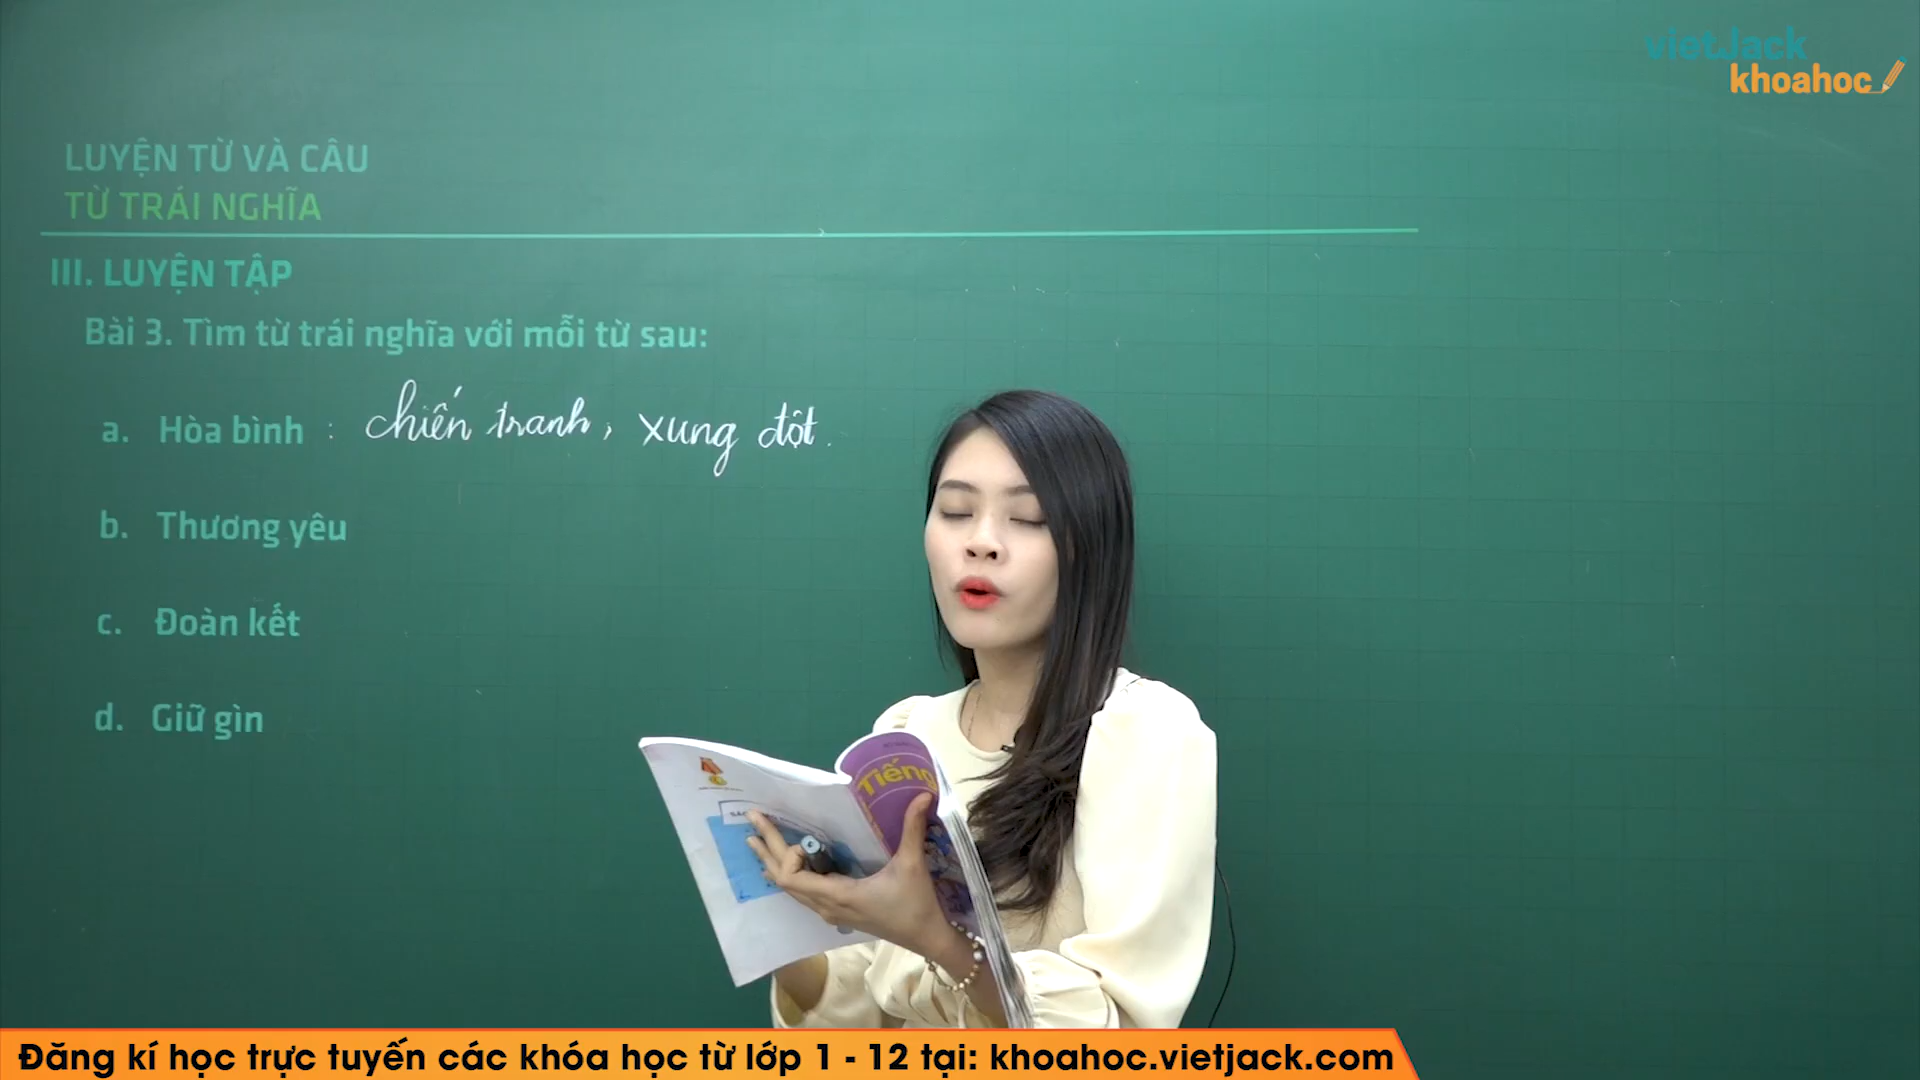 vietJack
khoahoc
LUYỆN TỪ VÀ CÂU
TỪ TRÁI NGHĨA
III. LUYỆN TẬP
Bài 3. Tìm từ trái nghĩa với mỗi từ sau:
a. Hòa bình : chiến tranh, xung đột.
b. Thương yêu
c. Đoàn kết
d. Giữ gìn
Tiếng
Đăng kí học trực tuyến các khóa học từ lớp 1 - 12 tại: khoahoc.vietjack.com